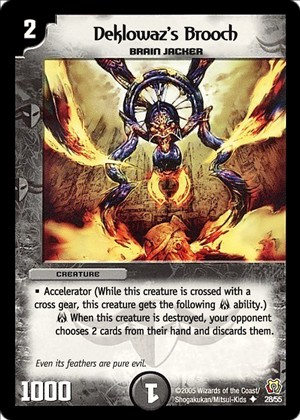 2
Deklowaz's Brooch
BRAIN JACKER
CREATURE
▪ Accelerator (While this creature is crossed with a
cross gear, this creature gets the following ability.)
When this creature is destroyed, your opponent
chooses 2 cards from their hand and discards them.
Even its feathers are pure evil.
1000
1
©2005 Wizards of the Coast/
Shogakukan/Mitsui-Kids
28/55